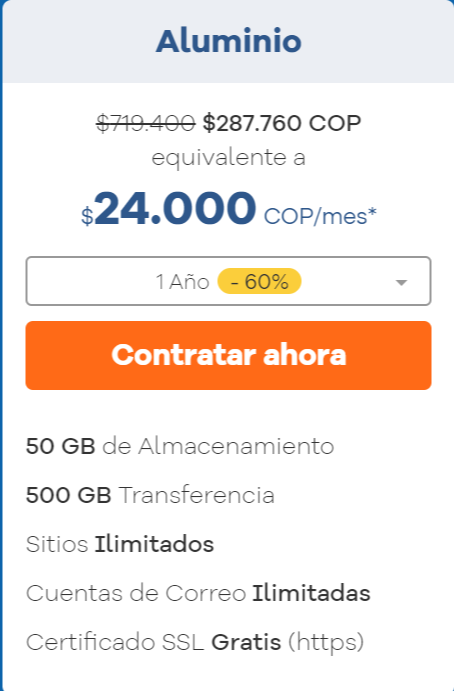 Aluminio
$719.400 $287.760 COP
equivalente a
$24.000 COP/mes*
1 Año - 60%
Contratar ahora
50 GB de Almacenamiento
500 GB Transferencia
Sitios Ilimitados
Cuentas de Correo Ilimitadas
Certificado SSL Gratis (https)